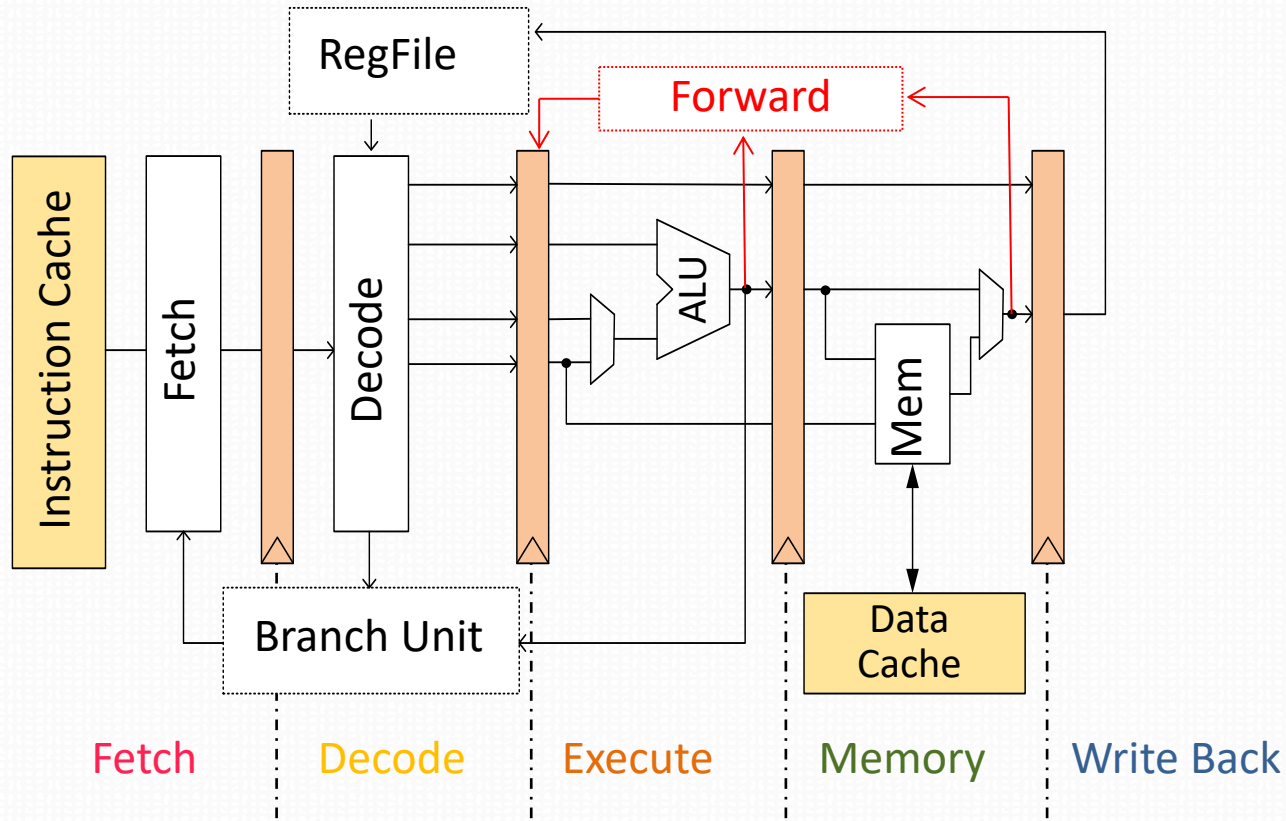 RegFile
Forward
Instruction Cache
Fetch
Decode
ALU
Mem
Branch Unit
Data
Cache
Fetch
Decode
Execute
Memory
Write Back